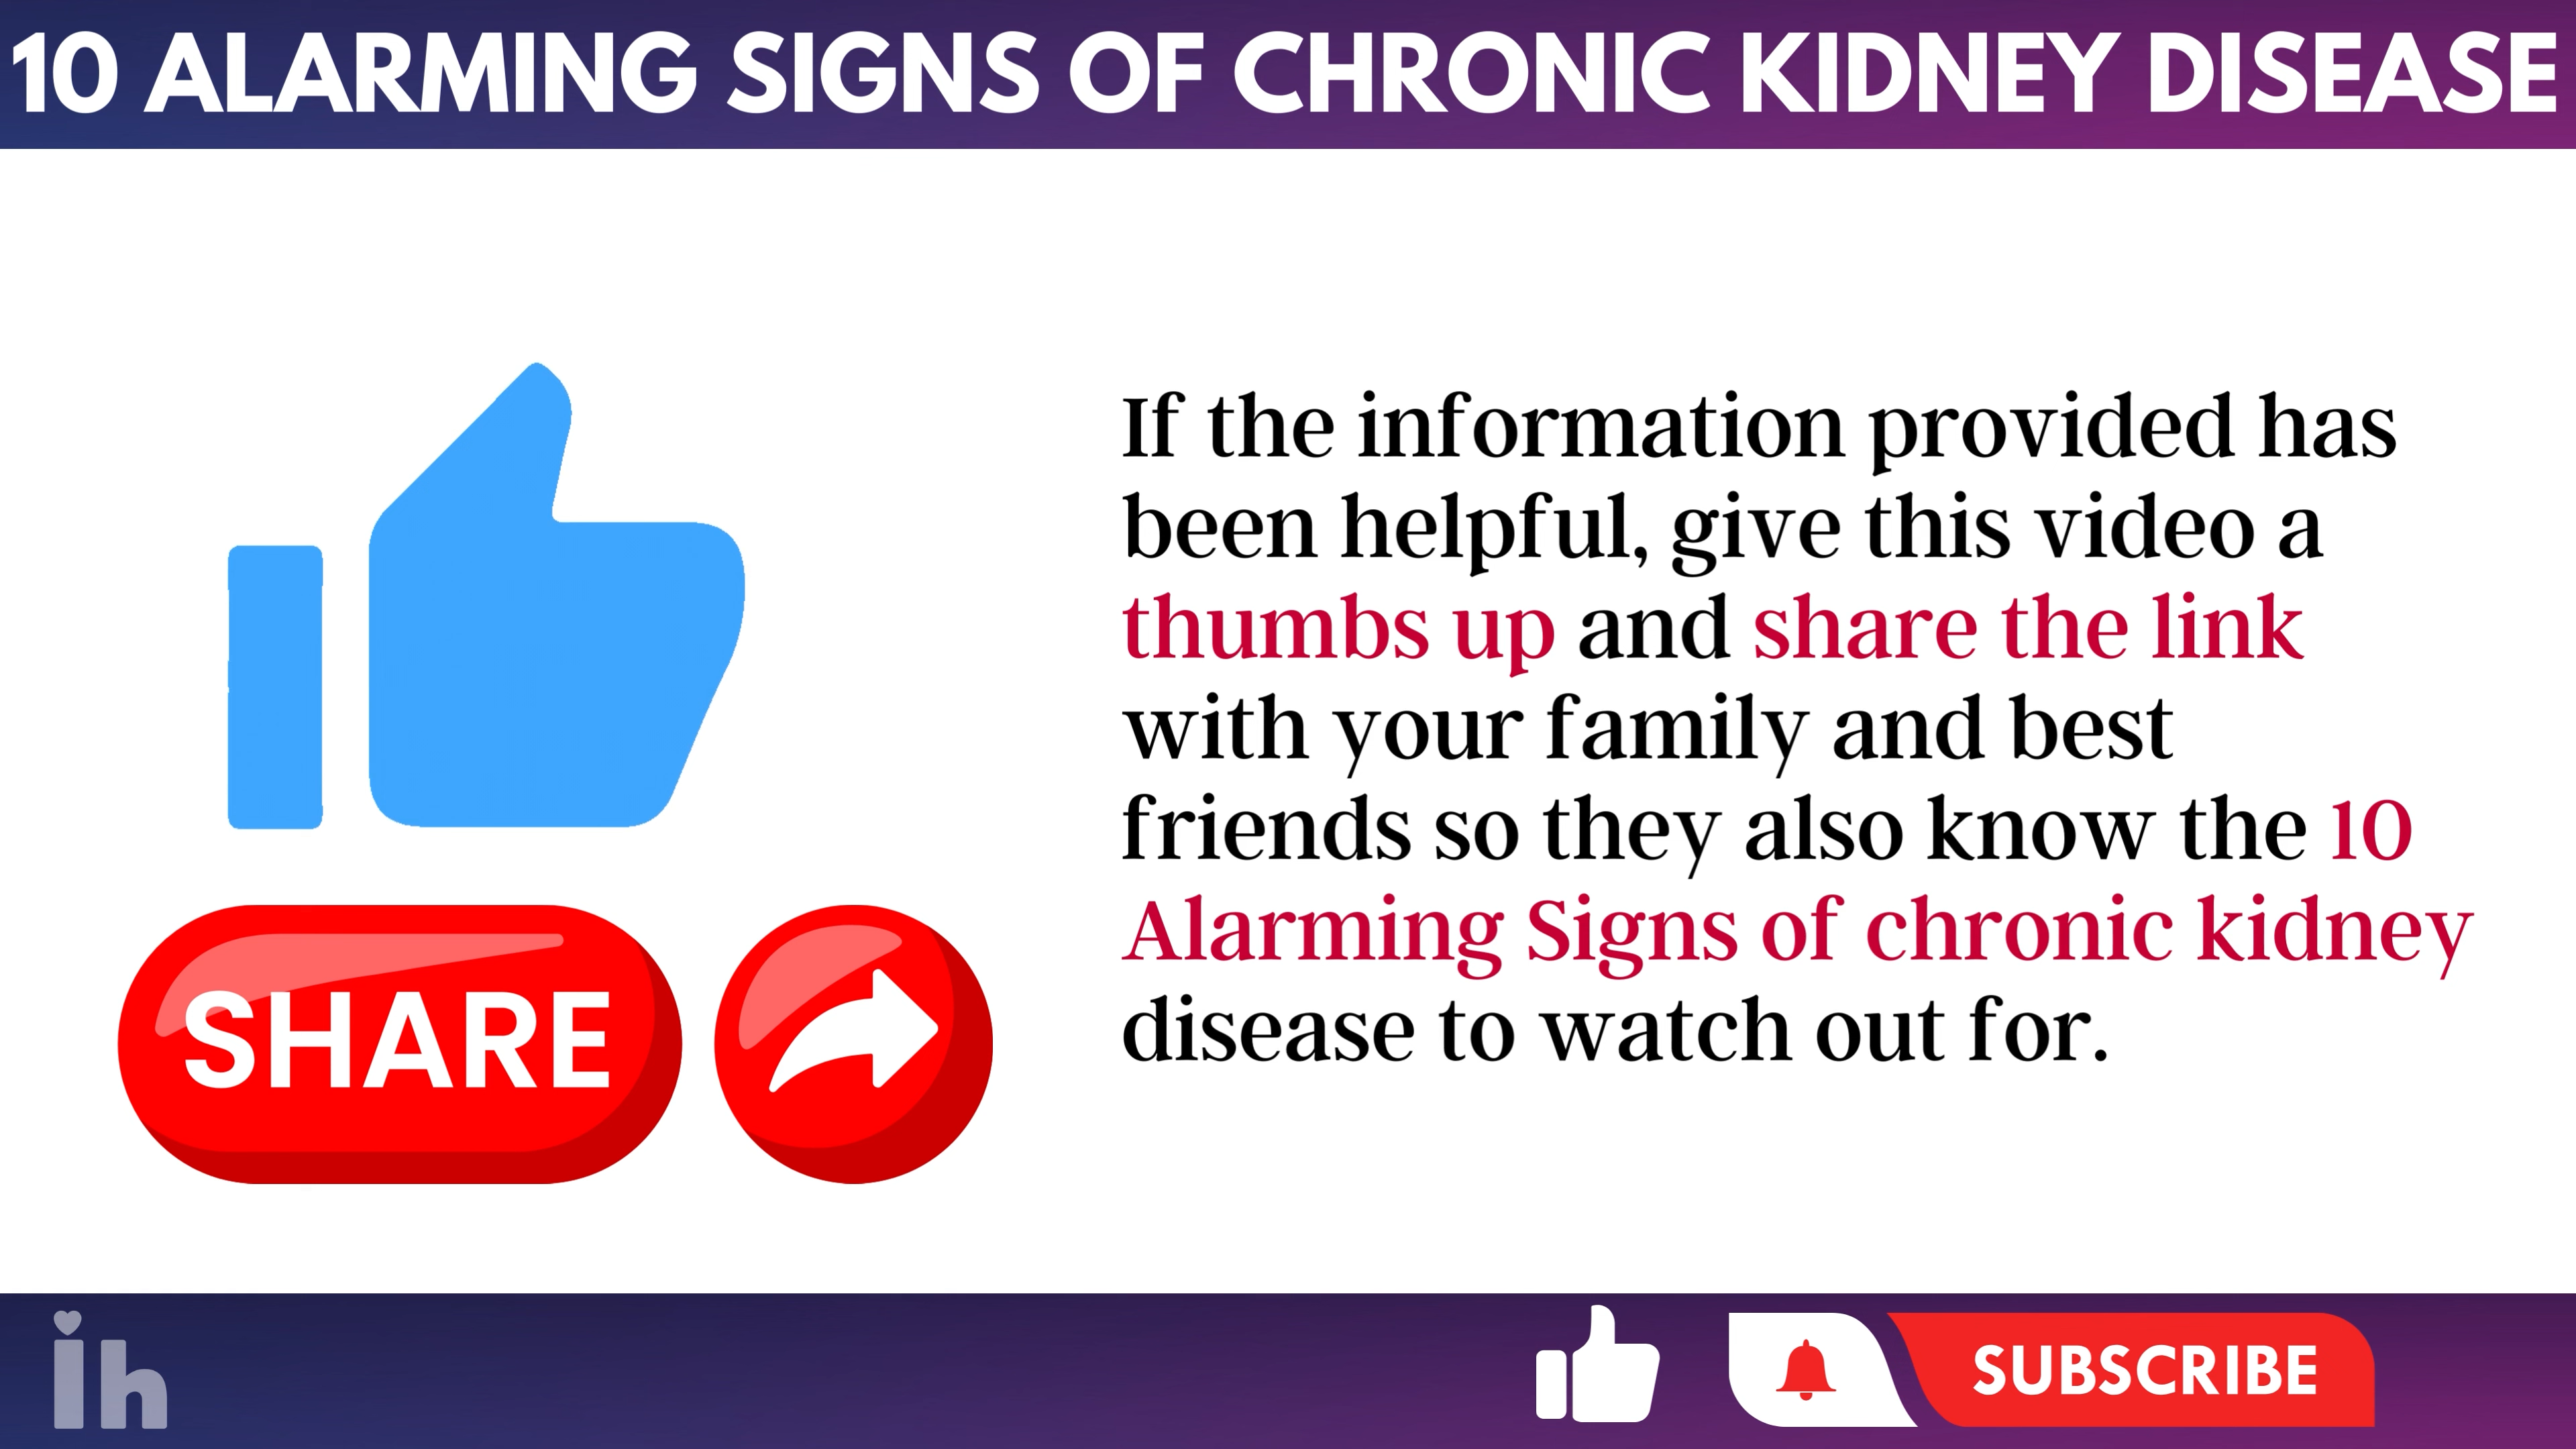 10 ALARMING SIGNS OF CHRONIC KIDNEY DISEASE
If the information provided has
been helpful, give this video a
thumbs up and share the link
with your family and best
friends so they also know the 10
Alarming Signs of chronic kidney
disease to watch out for.
SHARE
ih
SUBSCRIBE